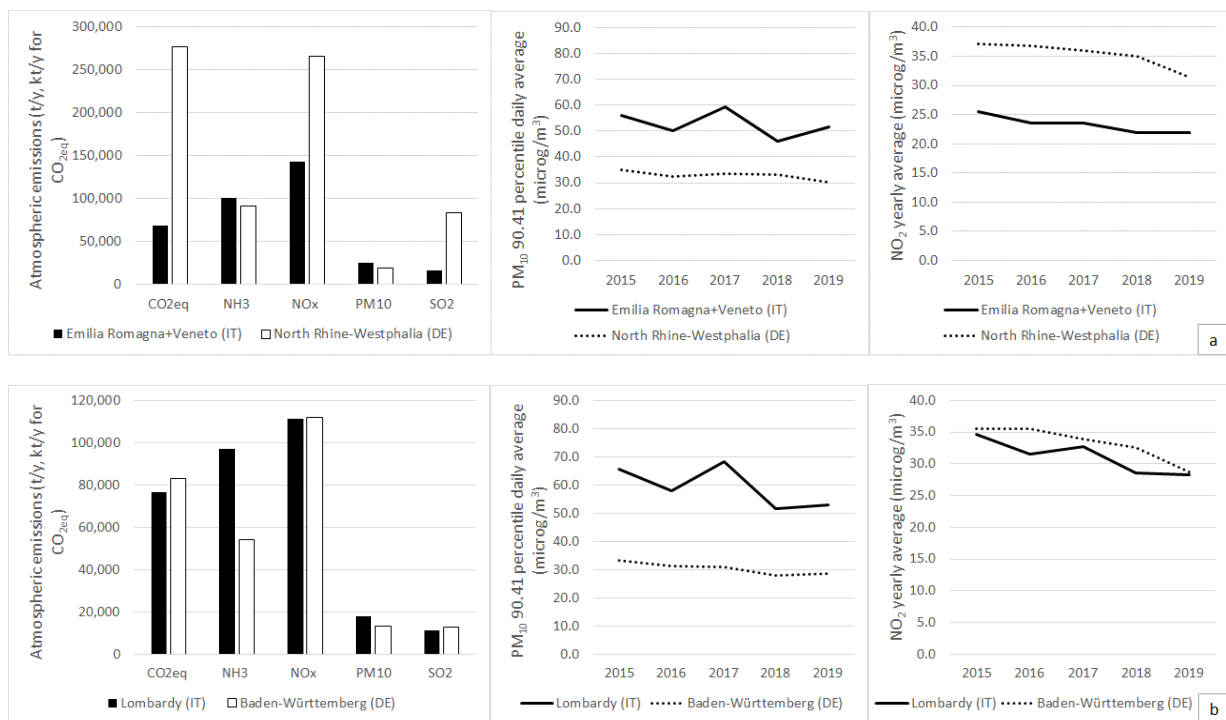 Atmospheric emissions (t/y, kt/y for
CO2eq)
300,000
250,000
200,000
150,000
100,000
50,000
0
CO2eq NH3 NOx PM10 SO2
Emilia Romagna+Veneto (IT) North Rhine-Westphalia (DE)
PM10 90.41 percentile daily average
(microg/m3)
90.0
80.0
70.0
60.0
50.0
40.0
30.0
20.0
10.0
0.0
2015 2016 2017 2018 2019
Emilia Romagna+Veneto (IT)
North Rhine-Westphalia (DE)
NO2 yearly average (microg/m3)
40.0
35.0
30.0
25.0
20.0
15.0
10.0
5.0
0.0
2015 2016 2017 2018 2019
Emilia Romagna+Veneto (IT)
North Rhine-Westphalia (DE)
a
Atmospheric emissions (t/y, kt/y for
CO2eq)
120,000
100,000
80,000
60,000
40,000
20,000
0
CO2eq NH3 NOx PM10 SO2
Lombardy (IT) Baden-Württemberg (DE)
PM10 90.41 percentile daily average
(microg/m3)
90.0
80.0
70.0
60.0
50.0
40.0
30.0
20.0
10.0
0.0
2015 2016 2017 2018 2019
Lombardy (IT) Baden-Württemberg (DE)
NO2 yearly average (microg/m3)
40.0
35.0
30.0
25.0
20.0
15.0
10.0
5.0
0.0
2015 2016 2017 2018 2019
Lombardy (IT) Baden-Württemberg (DE)
b